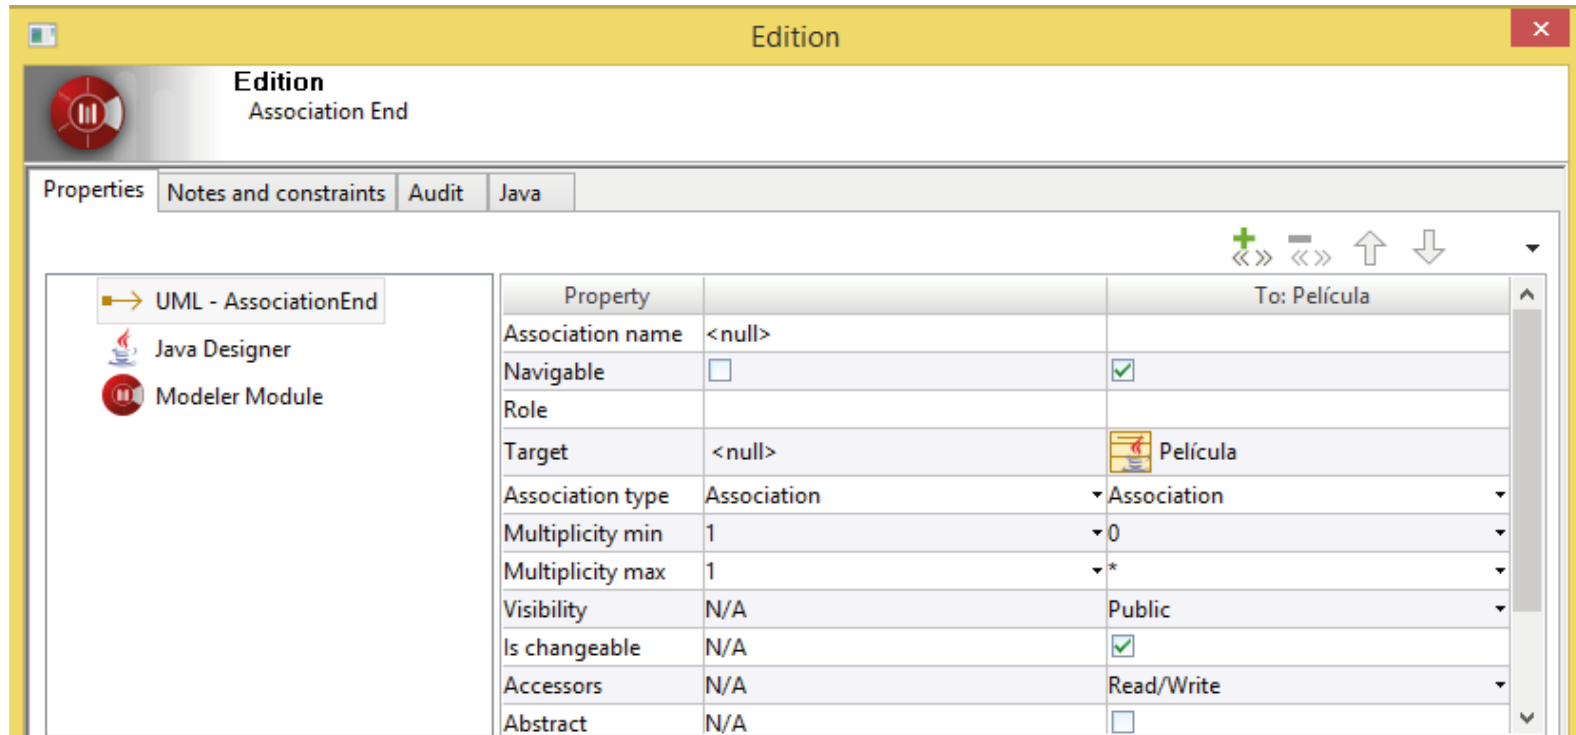 Edition
Edition
Association End
Properties Notes and constraints Audit Java
UML - AssociationEnd
Java Designer
Modeler Module
Property To: Película
Association name <null>
Navigable
Role
Target <null> Película
Association type Association Association
Multiplicity min 1 0
Multiplicity max 1 *
Visibility N/A Public
Is changeable N/A
Accessors N/A Read/Write
Abstract N/A